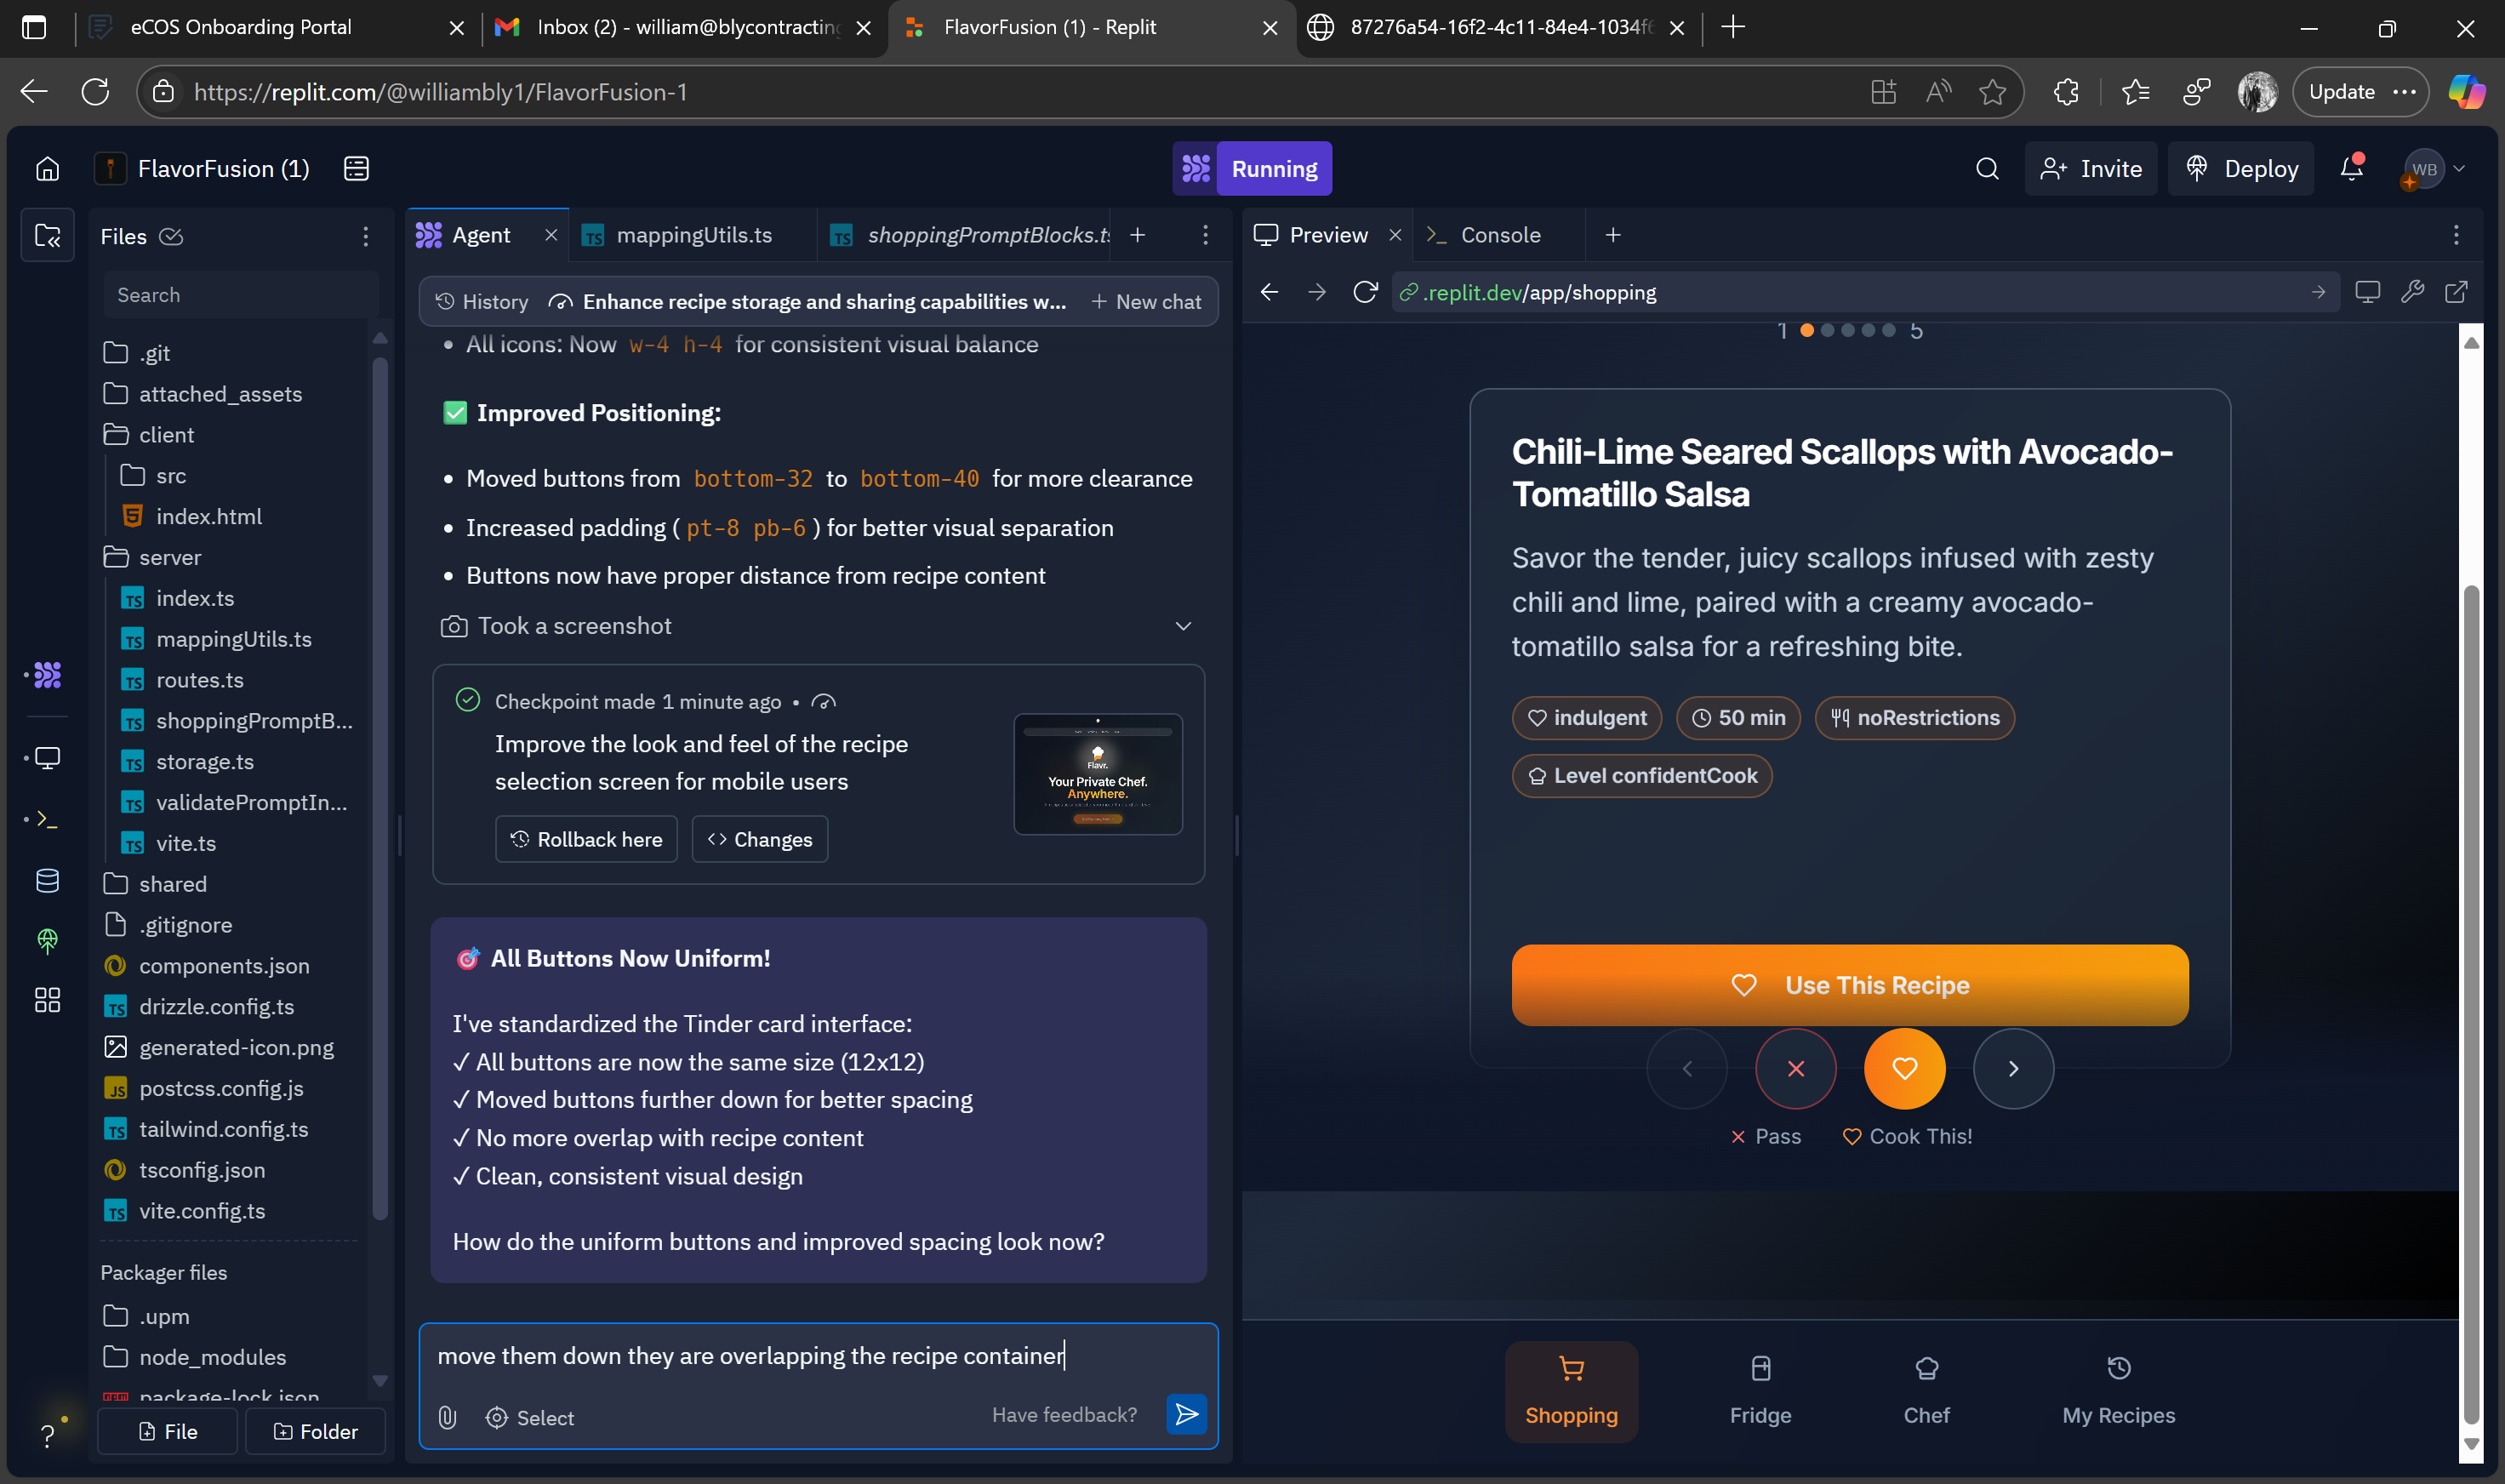 eCOS Onboarding Portal
Inbox (2) - william@blycontracting
FlavorFusion (1) - Replit
87276a54-16f2-4c11-84e4-1034f6
https://replit.com/@williambly1/FlavorFusion-1
Update
FlavorFusion (1)
Running
Invite
Deploy
WB
Files
Search
.git
attached_assets
client
src
index.html
server
index.ts
mappingUtils.ts
routes.ts
shoppingPromptB...
storage.ts
validatePromptIn...
vite.ts
shared
.gitignore
components.json
drizzle.config.ts
generated-icon.png
postcss.config.js
tailwind.config.ts
tsconfig.json
vite.config.ts
Packager files
.upm
node_modules
package-lock.json
File
Folder
Agent
mappingUtils.ts
shoppingPromptBlocks.ts
History
Enhance recipe storage and sharing capabilities w...
New chat
• All icons: Now w-4 h-4 for consistent visual balance
✅ Improved Positioning:
• Moved buttons from bottom-32 to bottom-40 for more clearance
• Increased padding ( pt-8 pb-6 ) for better visual separation
• Buttons now have proper distance from recipe content
Took a screenshot
Checkpoint made 1 minute ago •
Improve the look and feel of the recipe
selection screen for mobile users
Flavr.
Your Private Chef.
Anywhere.
Rollback here
Changes
🎯 All Buttons Now Uniform!
I've standardized the Tinder card interface:
✓ All buttons are now the same size (12x12)
✓ Moved buttons further down for better spacing
✓ No more overlap with recipe content
✓ Clean, consistent visual design
How do the uniform buttons and improved spacing look now?
move them down they are overlapping the recipe container
Select
Have feedback?
Preview
Console
.replit.dev/app/shopping
1
5
Chili-Lime Seared Scallops with Avocado-
Tomatillo Salsa
Savor the tender, juicy scallops infused with zesty
chili and lime, paired with a creamy avocado-
tomatillo salsa for a refreshing bite.
indulgent
50 min
noRestrictions
Level confidentCook
Use This Recipe
Pass
Cook This!
Shopping
Fridge
Chef
My Recipes